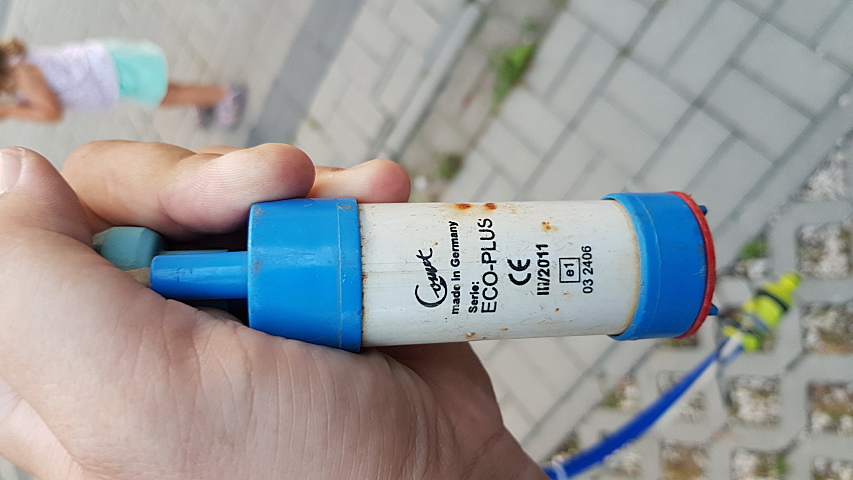 Comet
made in Germany
Serie:
ECO-PLUS
CE
III/2011
e1
03 2406